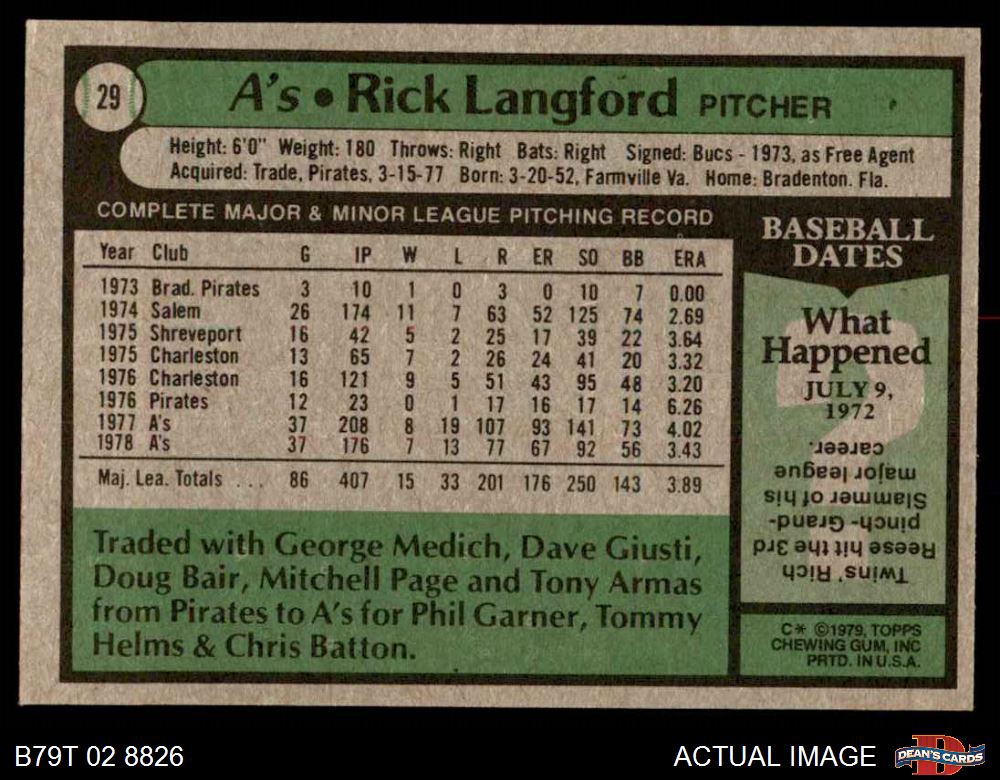 29
A's • Rick Langford PITCHER
Height: 6'0" Weight: 180 Throws: Right Bats: Right Signed: Bucs - 1973, as Free Agent
Acquired: Trade, Pirates, 3-15-77 Born: 3-20-52, Farmville Va. Home: Bradenton. Fla.
COMPLETE MAJOR & MINOR LEAGUE PITCHING RECORD
Year Club G IP W L R ER SO BB ERA
1973 Brad. Pirates 3 10 1 0 3 0 10 7 0.00
1974 Salem 26 174 11 7 63 52 125 74 2.69
1975 Shreveport 16 42 5 2 25 17 39 22 3.64
1975 Charleston 13 65 7 2 26 24 41 20 3.32
1976 Charleston 16 121 9 5 51 43 95 48 3.20
1976 Pirates 12 23 0 1 17 16 17 14 6.26
1977 A's 37 208 8 19 107 93 141 73 4.02
1978 A's 37 176 7 13 77 67 92 56 3.43
Maj. Lea. Totals ... 86 407 15 33 201 176 250 143 3.89
Traded with George Medich, Dave Giusti,
Doug Bair, Mitchell Page and Tony Armas
from Pirates to A's for Phil Garner, Tommy
Helms & Chris Batton.
BASEBALL
DATES
What
Happened
JULY 9,
1972
Twins' Rich
Reese hit the 3rd
pinch- Grand-
Slammer of his
major league
career.
C* ©1979, TOPPS
CHEWING GUM, INC
PRTD. IN U.S.A.
B79T 02 8826
ACTUAL IMAGE
DEAN'S CARDS